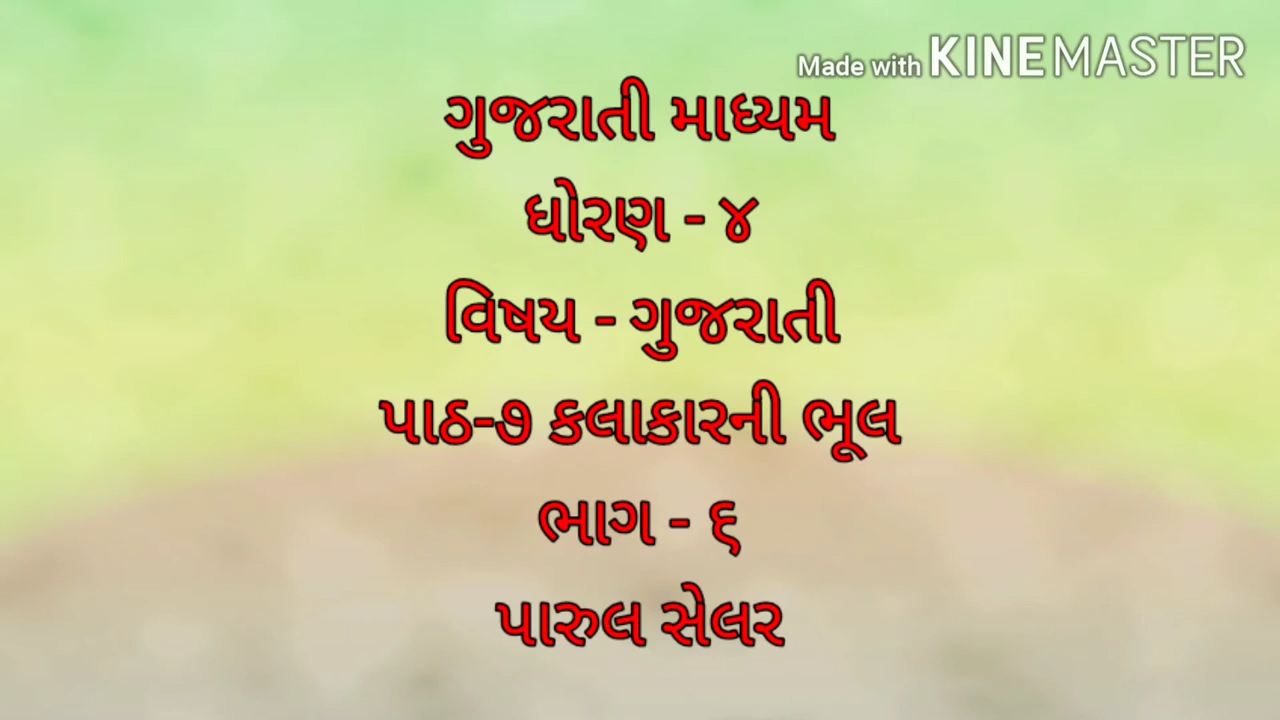 Made with KINEMASTER
ગુજરાતી માધ્યમ
ધોરણ - ૪
વિષય - ગુજરાતી
પાઠ-૭ કલાકારની ભૂલ
ભાગ - ૬
પારુલ સેલર